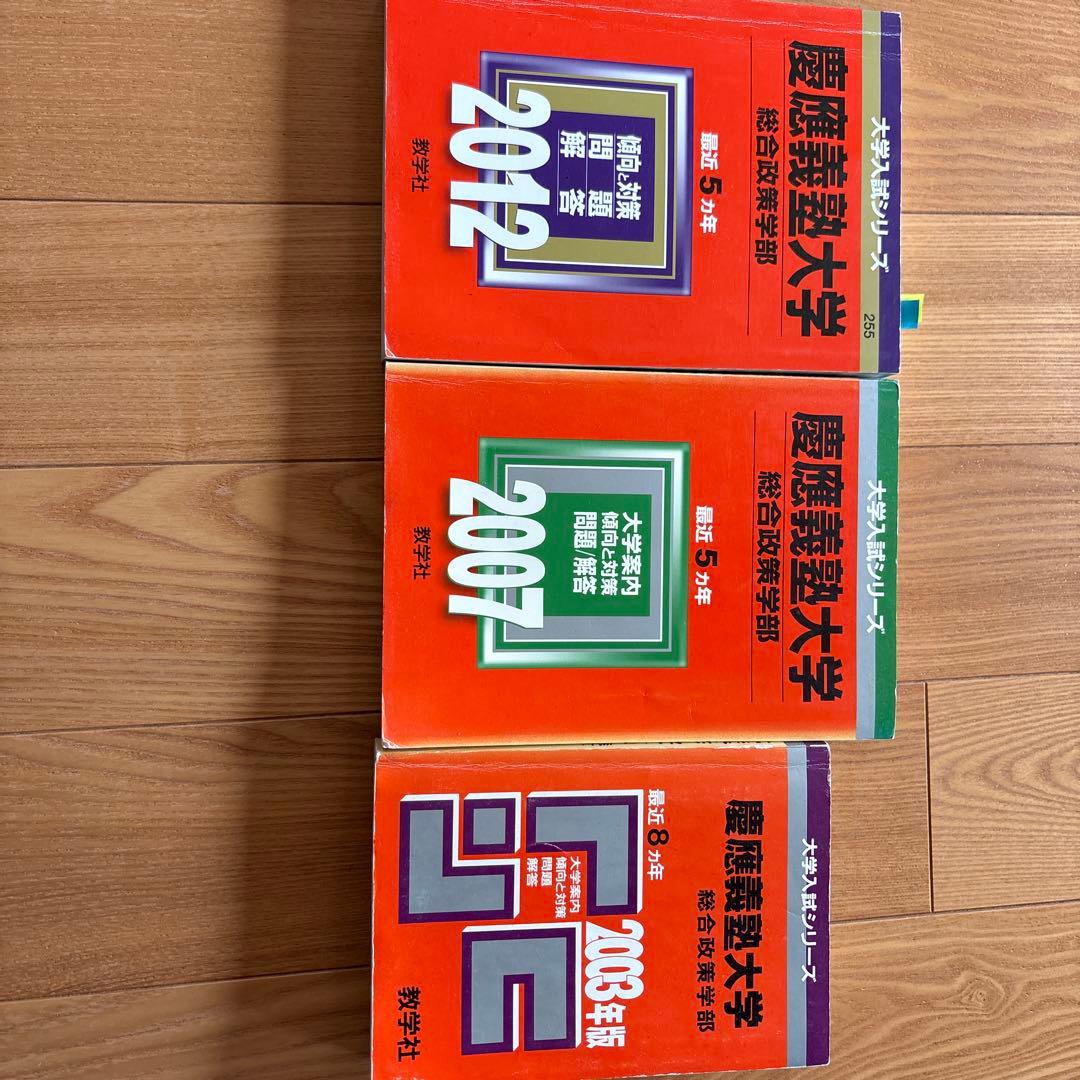 大学入試シリーズ
255
慶應義塾大学
総合政策学部
最近5ヵ年
傾向と対策
問題
解答
2012
教学社
大学入試シリーズ
慶應義塾大学
総合政策学部
最近5ヵ年
大学案内
傾向と対策
問題/解答
2007
教学社
大学入試シリーズ
慶應義塾大学
総合政策学部
最近8ヵ年
大学案内
傾向と対策
問題
解答
2003年版
教学社